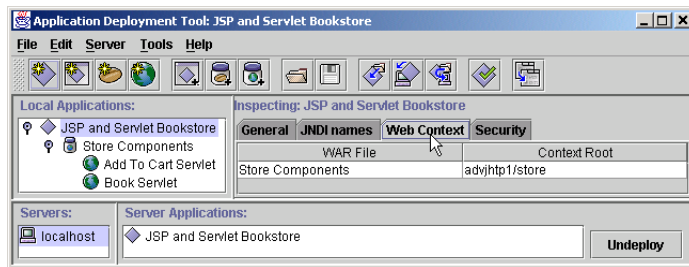 Application Deployment Tool: JSP and Servlet Bookstore
File Edit Server Tools Help
Local Applications:
JSP and Servlet Bookstore
Store Components
Add To Cart Servlet
Book Servlet
Inspecting: JSP and Servlet Bookstore
General JNDI names Web Context Security
WAR File Context Root
Store Components advjhtp1/store
Servers:
localhost
Server Applications:
JSP and Servlet Bookstore
Undeploy